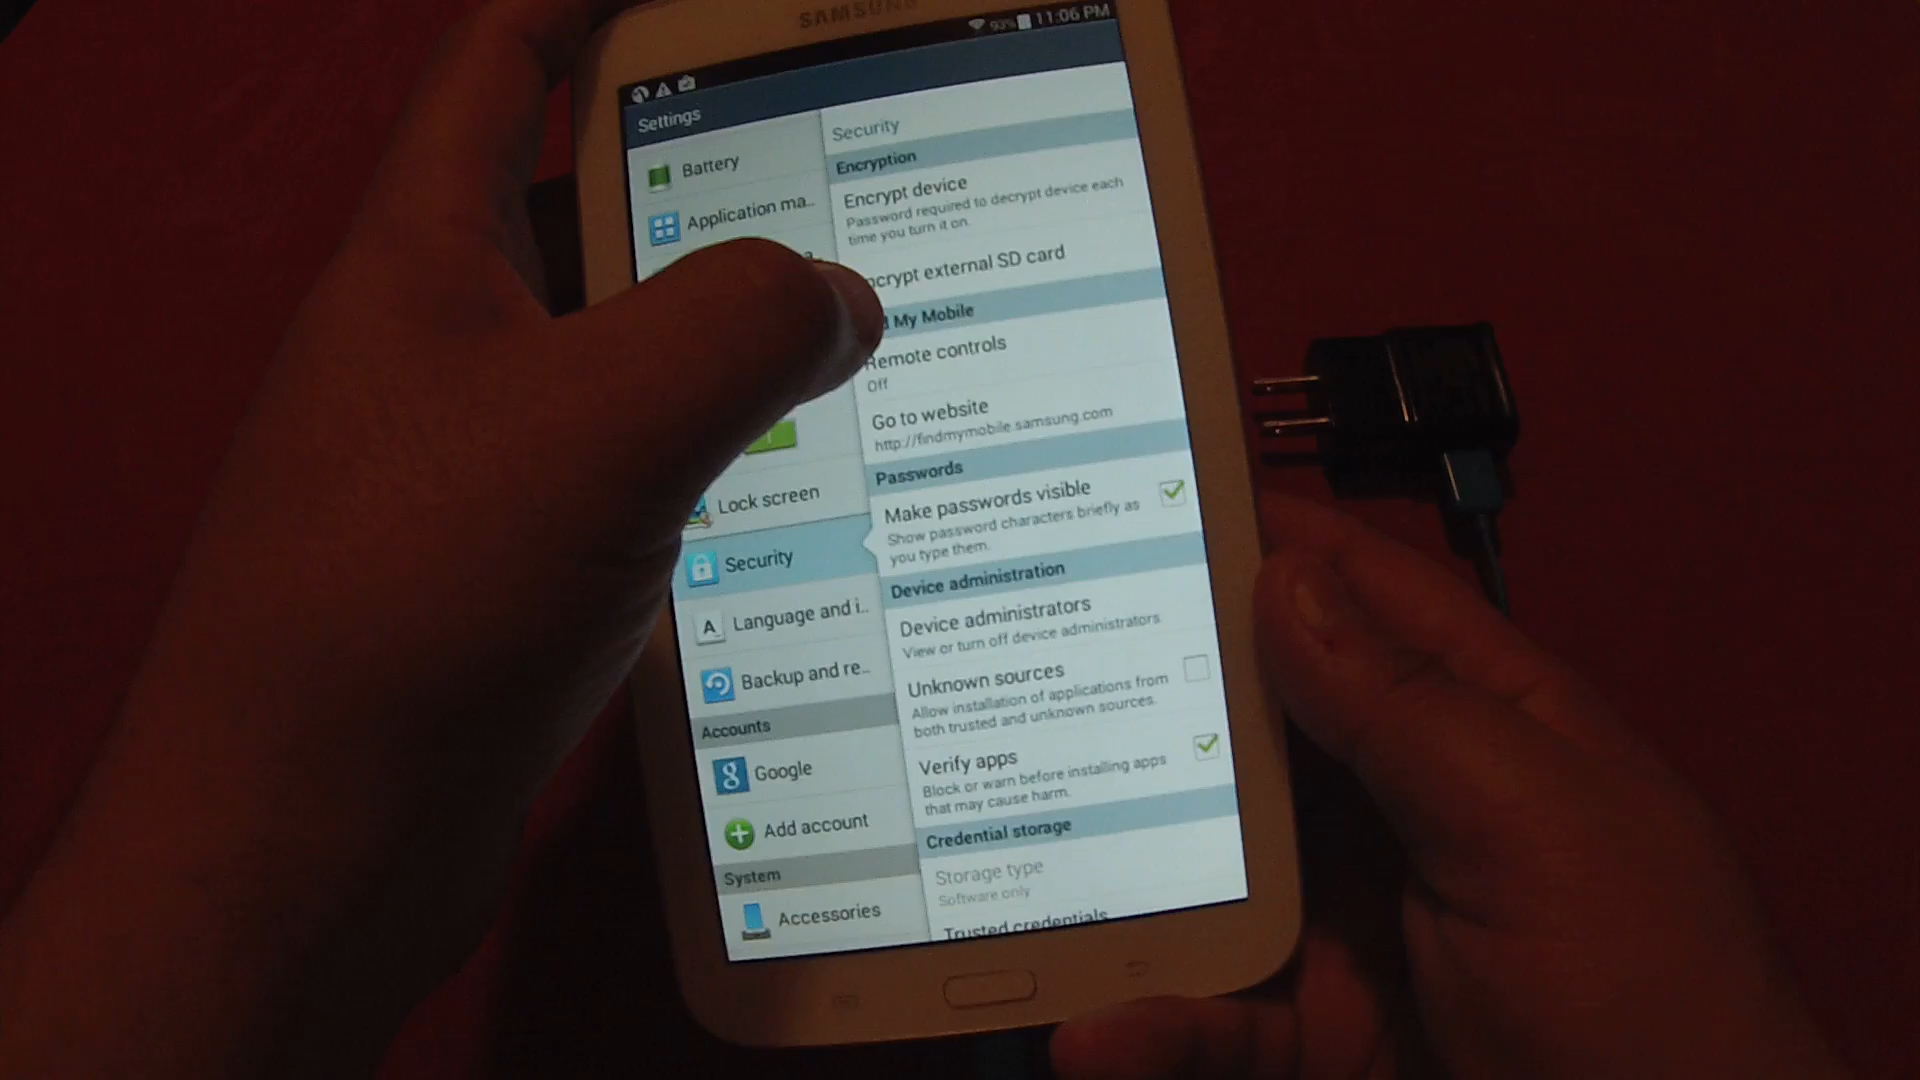 SAMSUNG
93% 11:06 PM
Settings
Battery
Application ma..
Lock screen
Security
Language and i..
Backup and re..
Accounts
Google
Add account
System
Accessories
Security
Encryption
Encrypt device
Password required to decrypt device each
time you turn it on.
ncrypt external SD card
My Mobile
Remote controls
Off
Go to website
http://findmymobile.samsung.com
Passwords
Make passwords visible
Show password characters briefly as
you type them.
Device administration
Device administrators
View or turn off device administrators.
Unknown sources
Allow installation of applications from
both trusted and unknown sources.
Verify apps
Block or warn before installing apps
that may cause harm.
Credential storage
Storage type
Software only
Trusted credentials